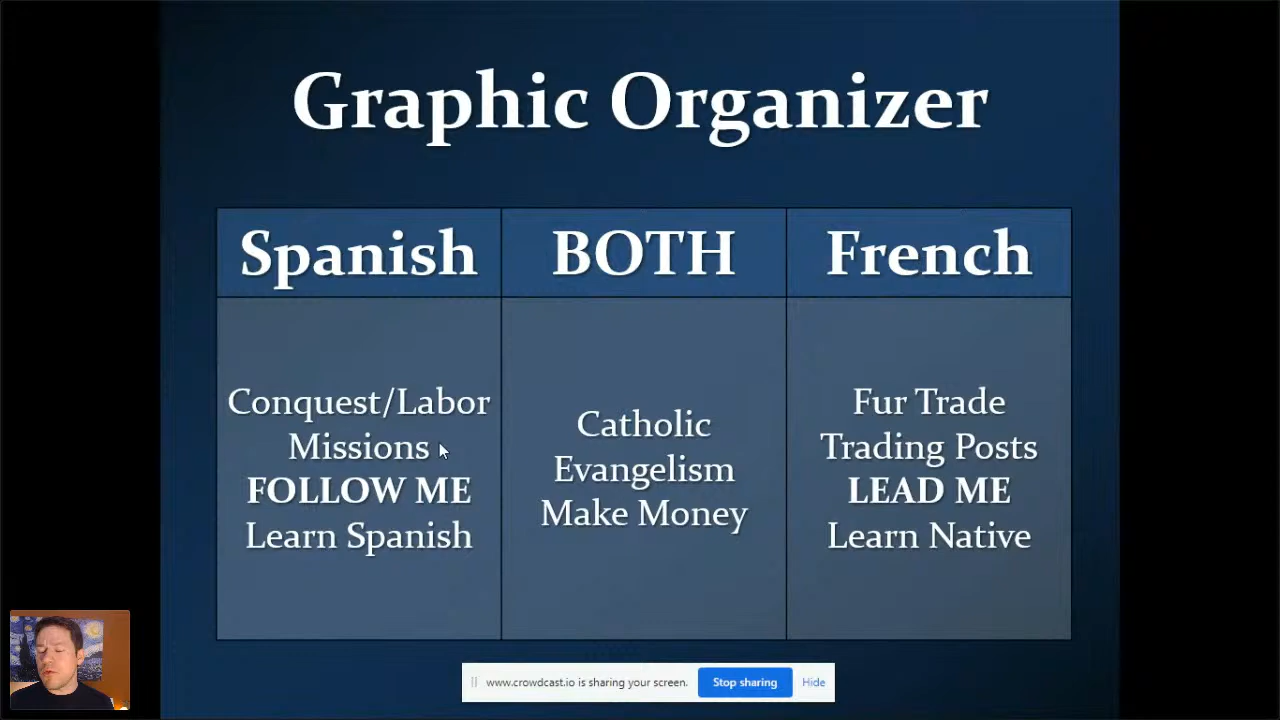 Graphic Organizer
Spanish
BOTH
French
Conquest/Labor
Missions
FOLLOW ME
Learn Spanish
Catholic
Evangelism
Make Money
Fur Trade
Trading Posts
LEAD ME
Learn Native
www.crowdcast.io is sharing your screen.
Stop sharing
Hide